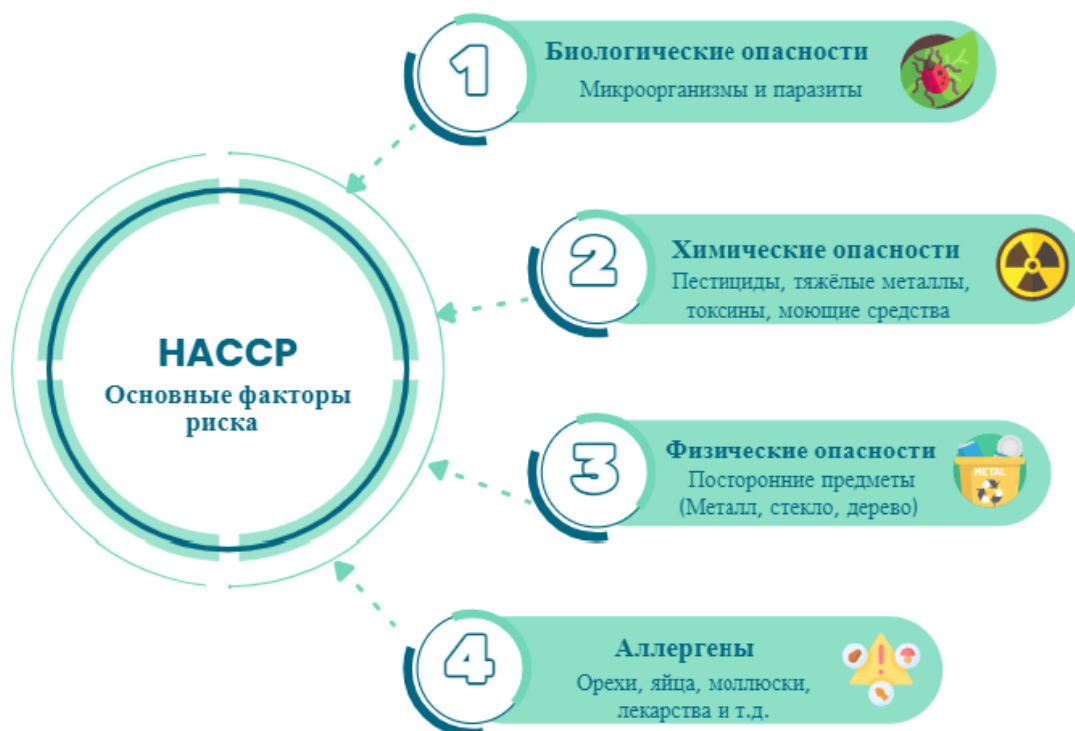 1
Биологические опасности
Микроорганизмы и паразиты
2
Химические опасности
Пестициды, тяжёлые металлы,
токсины, моющие средства
HACCP
Основные факторы
риска
3
Физические опасности
Посторонние предметы
(Металл, стекло, дерево)
METAL
4
Аллергены
Орехи, яйца, моллюски,
лекарства и т.д.